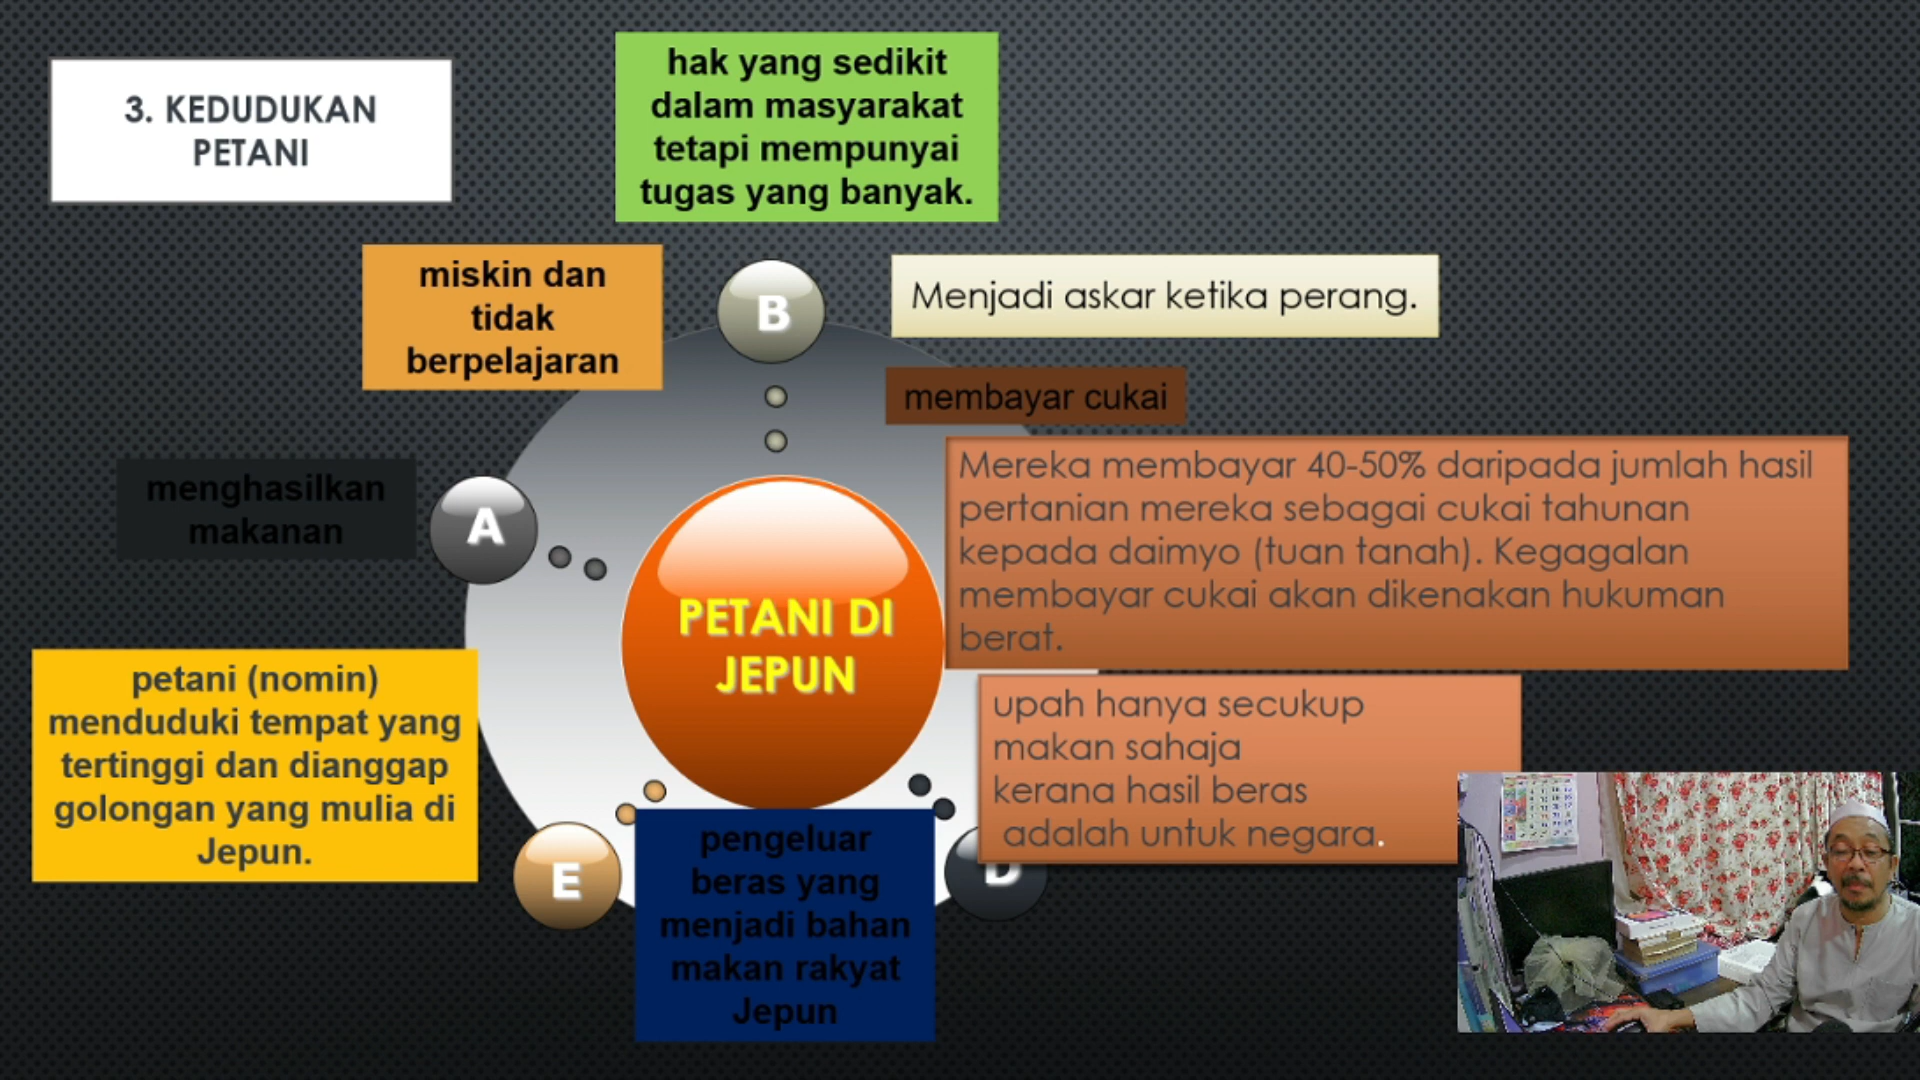 3. KEDUDUKAN
PETANI
hak yang sedikit
dalam masyarakat
tetapi mempunyai
tugas yang banyak.
miskin dan
tidak
berpelajaran
B
Menjadi askar ketika perang.
membayar cukai
menghasilkan
makanan
A
Mereka membayar 40-50% daripada jumlah hasil
pertanian mereka sebagai cukai tahunan
kepada daimyo (tuan tanah). Kegagalan
membayar cukai akan dikenakan hukuman
berat.
PETANI DI
JEPUN
petani (nomin)
menduduki tempat yang
tertinggi dan dianggap
golongan yang mulia di
Jepun.
upah hanya secukup
makan sahaja
kerana hasil beras
adalah untuk negara.
E
pengeluar
beras yang
menjadi bahan
makan rakyat
Jepun
D